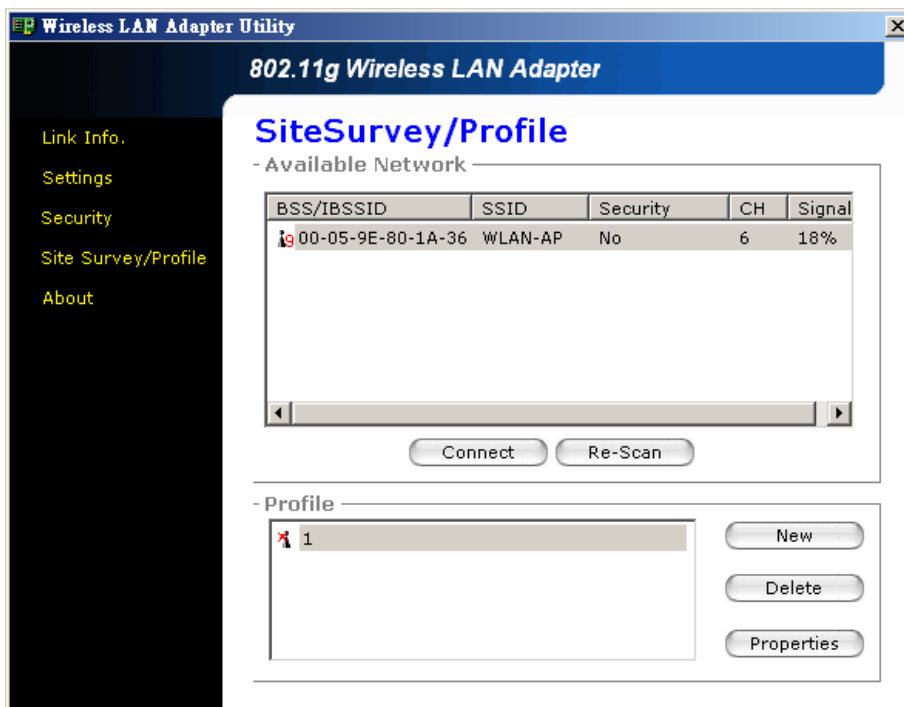 Wireless LAN Adapter Utility
802.11g Wireless LAN Adapter
Link Info.
Settings
Security
Site Survey/Profile
About
SiteSurvey/Profile
Available Network
BSS/IBSSID SSID Security CH Signal
g 00-05-9E-80-1A-36 WLAN-AP No 6 18%
Connect Re-Scan
Profile
1
New
Delete
Properties